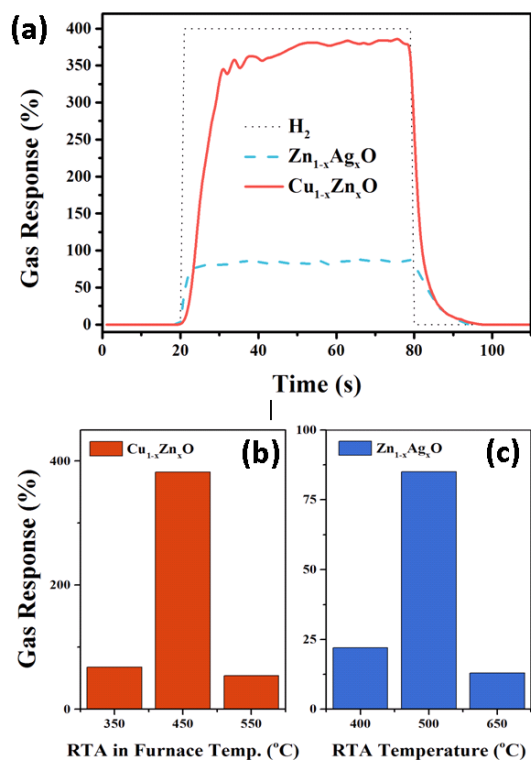 (a)
400
350
300
250
200
150
100
50
0
Gas Response (%)
H₂
Zn₁₋ₓAgₓO
Cu₁₋ₓZnₓO
0 20 40 60 80 100
Time (s)
(b)
Cu₁₋ₓZnₓO
400
200
0
Gas Response (%)
350 450 550
RTA in Furnace Temp. (°C)
(c)
Zn₁₋ₓAgₓO
100
75
50
25
0
400 500 650
RTA Temperature (°C)